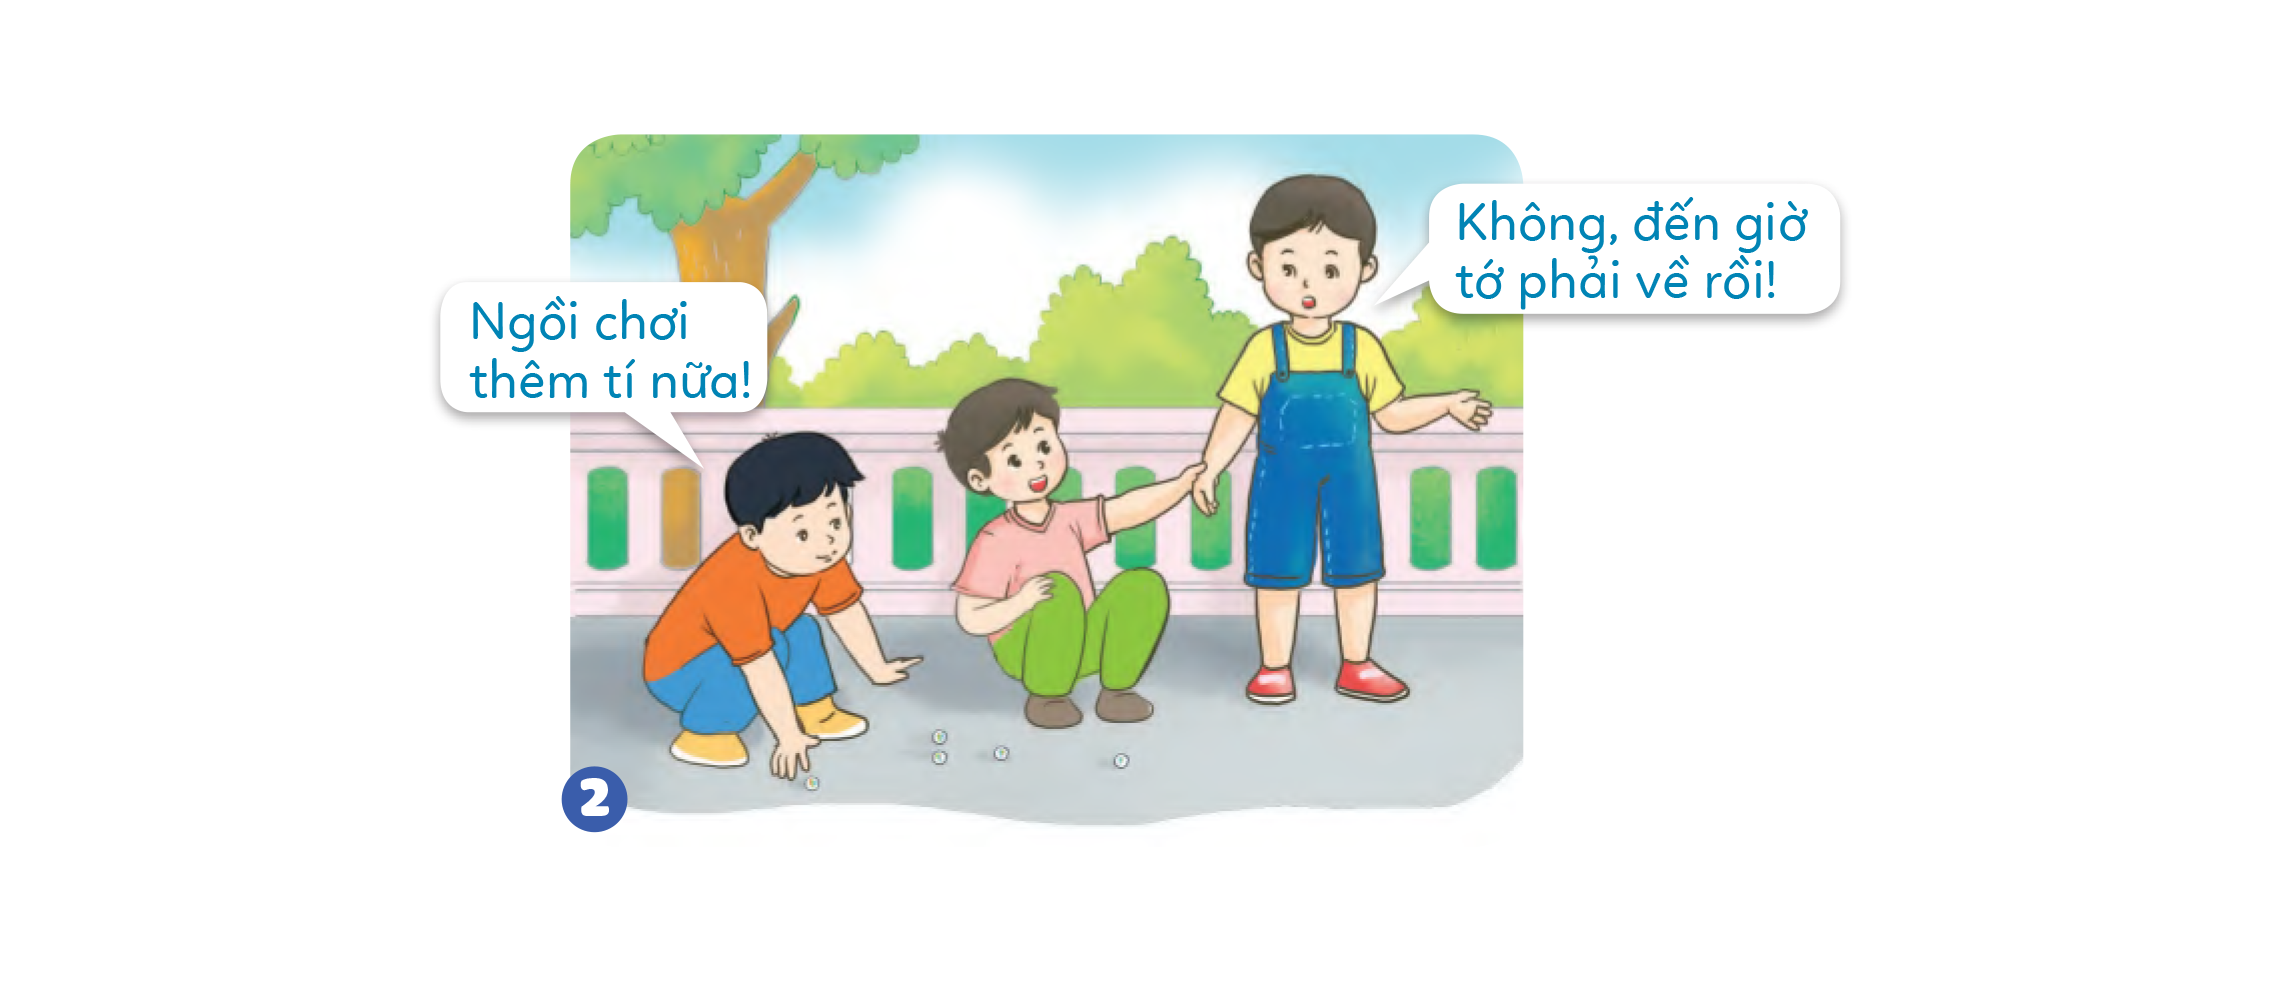 Ngồi chơi
thêm tí nữa!
Không, đến giờ
tớ phải về rồi!
2